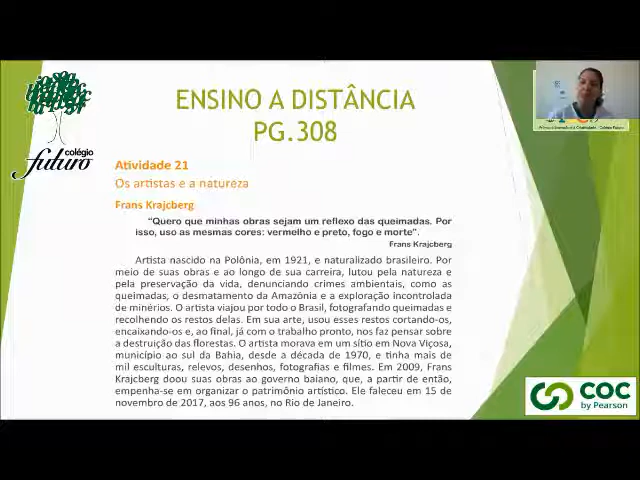 ENSINO A DISTÂNCIA
PG.308
colégio
futuro
Atividade 21
Os artistas e a natureza
Frans Krajcberg
"Quero que minhas obras sejam um reflexo das queimadas. Por
isso, uso as mesmas cores: vermelho e preto, fogo e morte".
Frans Krajcberg
Artista nascido na Polônia, em 1921, e naturalizado brasileiro. Por
meio de suas obras e ao longo de sua carreira, lutou pela natureza e
pela preservação da vida, denunciando crimes ambientais, como as
queimadas, o desmatamento da Amazônia e a exploração incontrolada
de minérios. O artista viajou por todo o Brasil, fotografando queimadas e
recolhendo os restos delas. Em sua arte, usou esses restos cortando-os,
encaixando-os e, ao final, já com o trabalho pronto, nos faz pensar sobre
a destruição das florestas. O artista morava em um sítio em Nova Viçosa,
município ao sul da Bahia, desde a década de 1970, e tinha mais de
mil esculturas, relevos, desenhos, fotografias e filmes. Em 2009, Frans
Krajcberg doou suas obras ao governo baiano, que, a partir de então,
empenha-se em organizar o patrimônio artístico. Ele faleceu em 15 de
novembro de 2017, aos 96 anos, no Rio de Janeiro.
COC
by Pearson